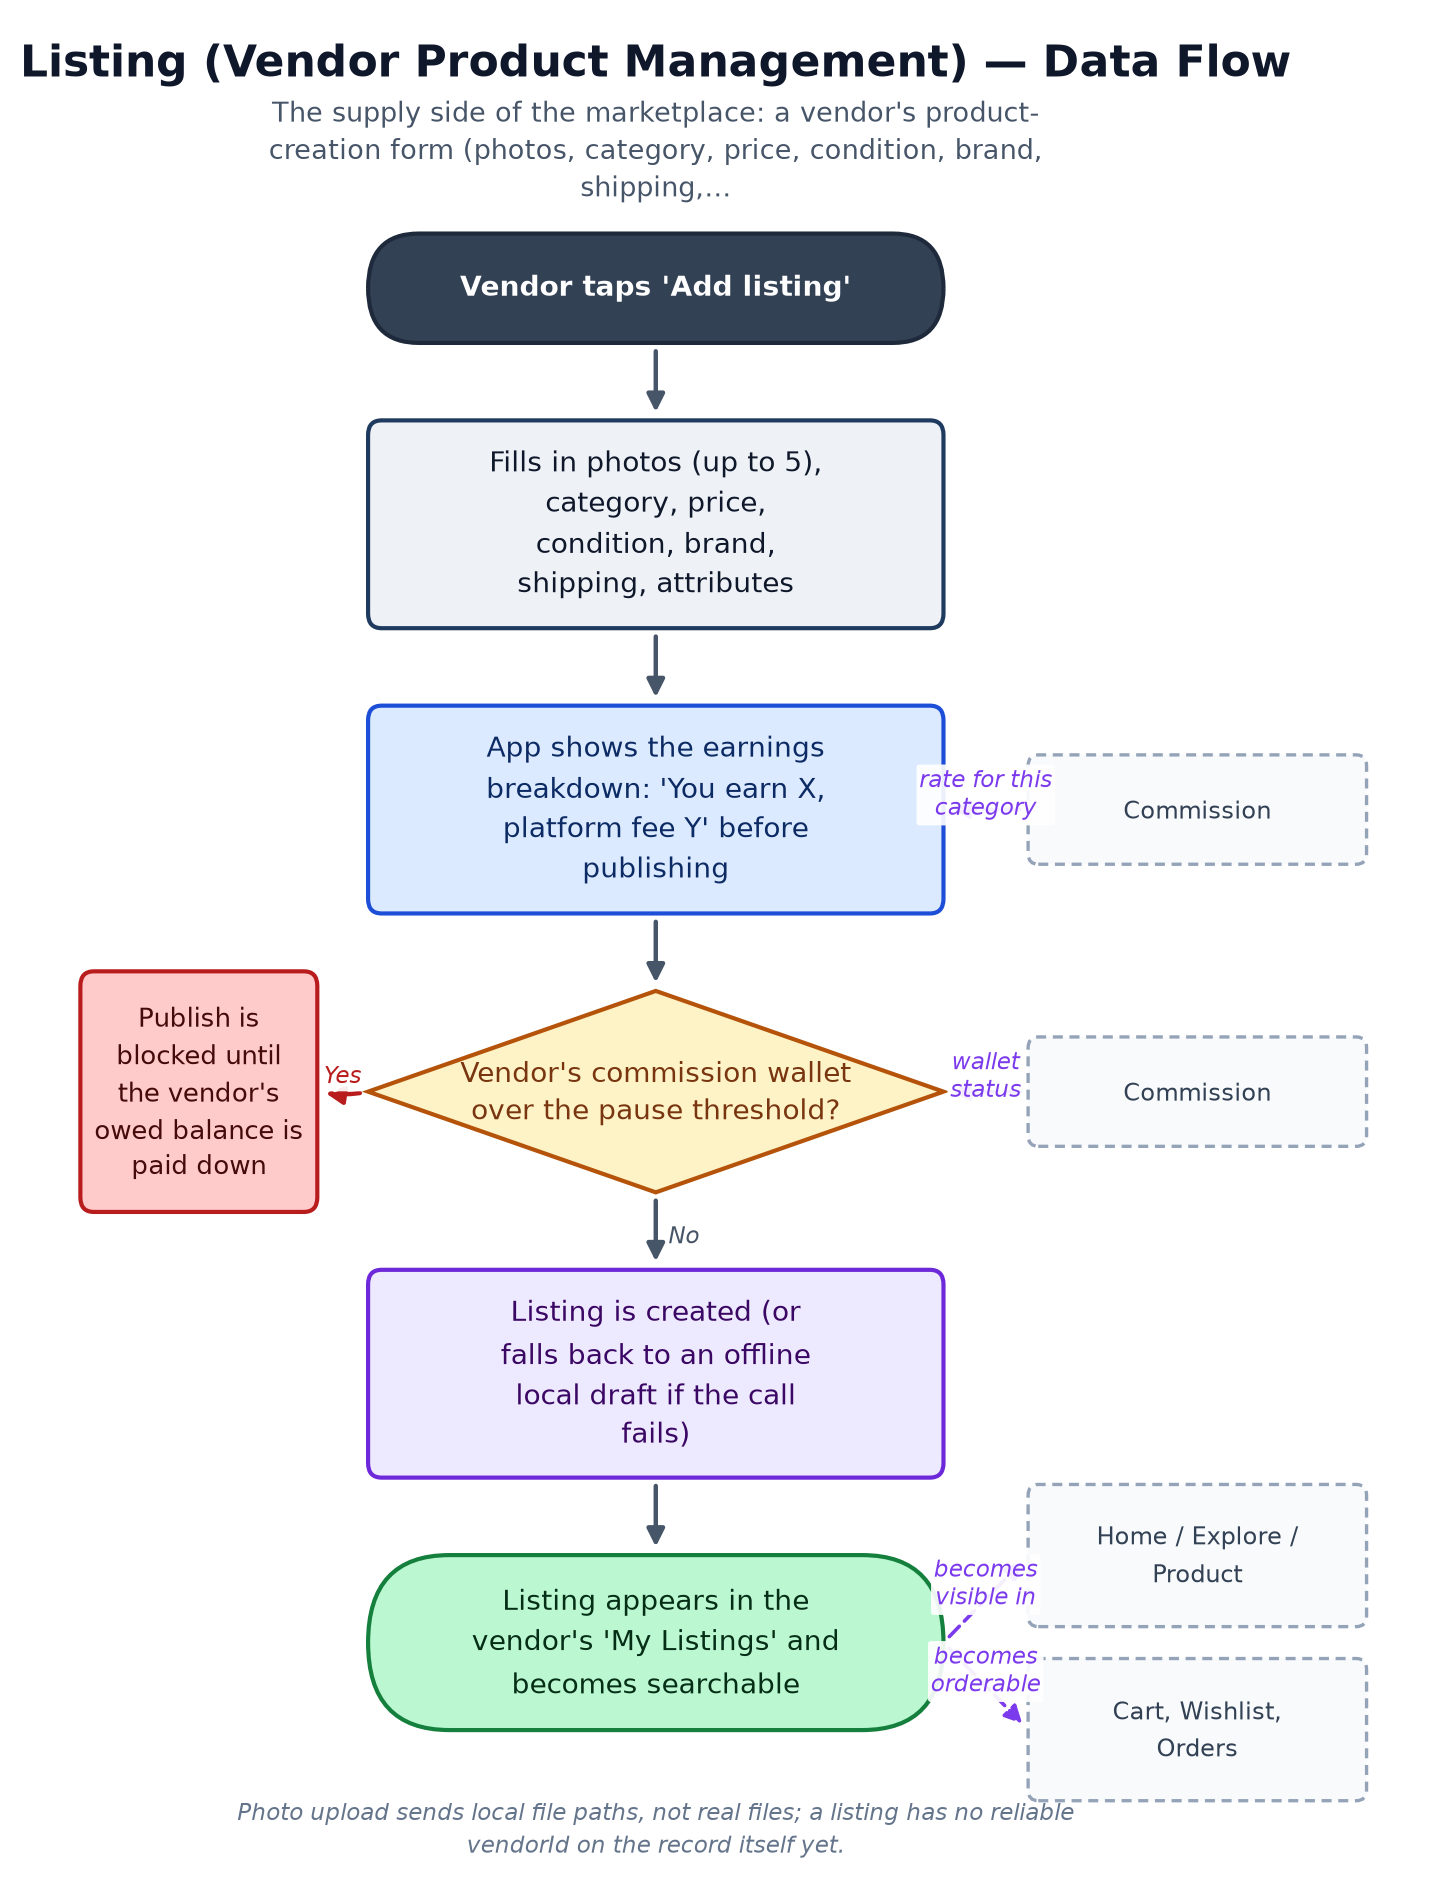 Listing (Vendor Product Management) — Data Flow
The supply side of the marketplace: a vendor's product-
creation form (photos, category, price, condition, brand,
shipping,...
Vendor taps 'Add listing'
Fills in photos (up to 5),
category, price,
condition, brand,
shipping, attributes
App shows the earnings
breakdown: 'You earn X,
platform fee Y' before
publishing
rate for this
category
Commission
Publish is
blocked until
the vendor's
owed balance is
paid down
Yes
Vendor's commission wallet
over the pause threshold?
wallet
status
Commission
No
Listing is created (or
falls back to an offline
local draft if the call
fails)
Listing appears in the
vendor's 'My Listings' and
becomes searchable
becomes
visible in
Home / Explore /
Product
becomes
orderable
Cart, Wishlist,
Orders
Photo upload sends local file paths, not real files; a listing has no reliable
vendorId on the record itself yet.